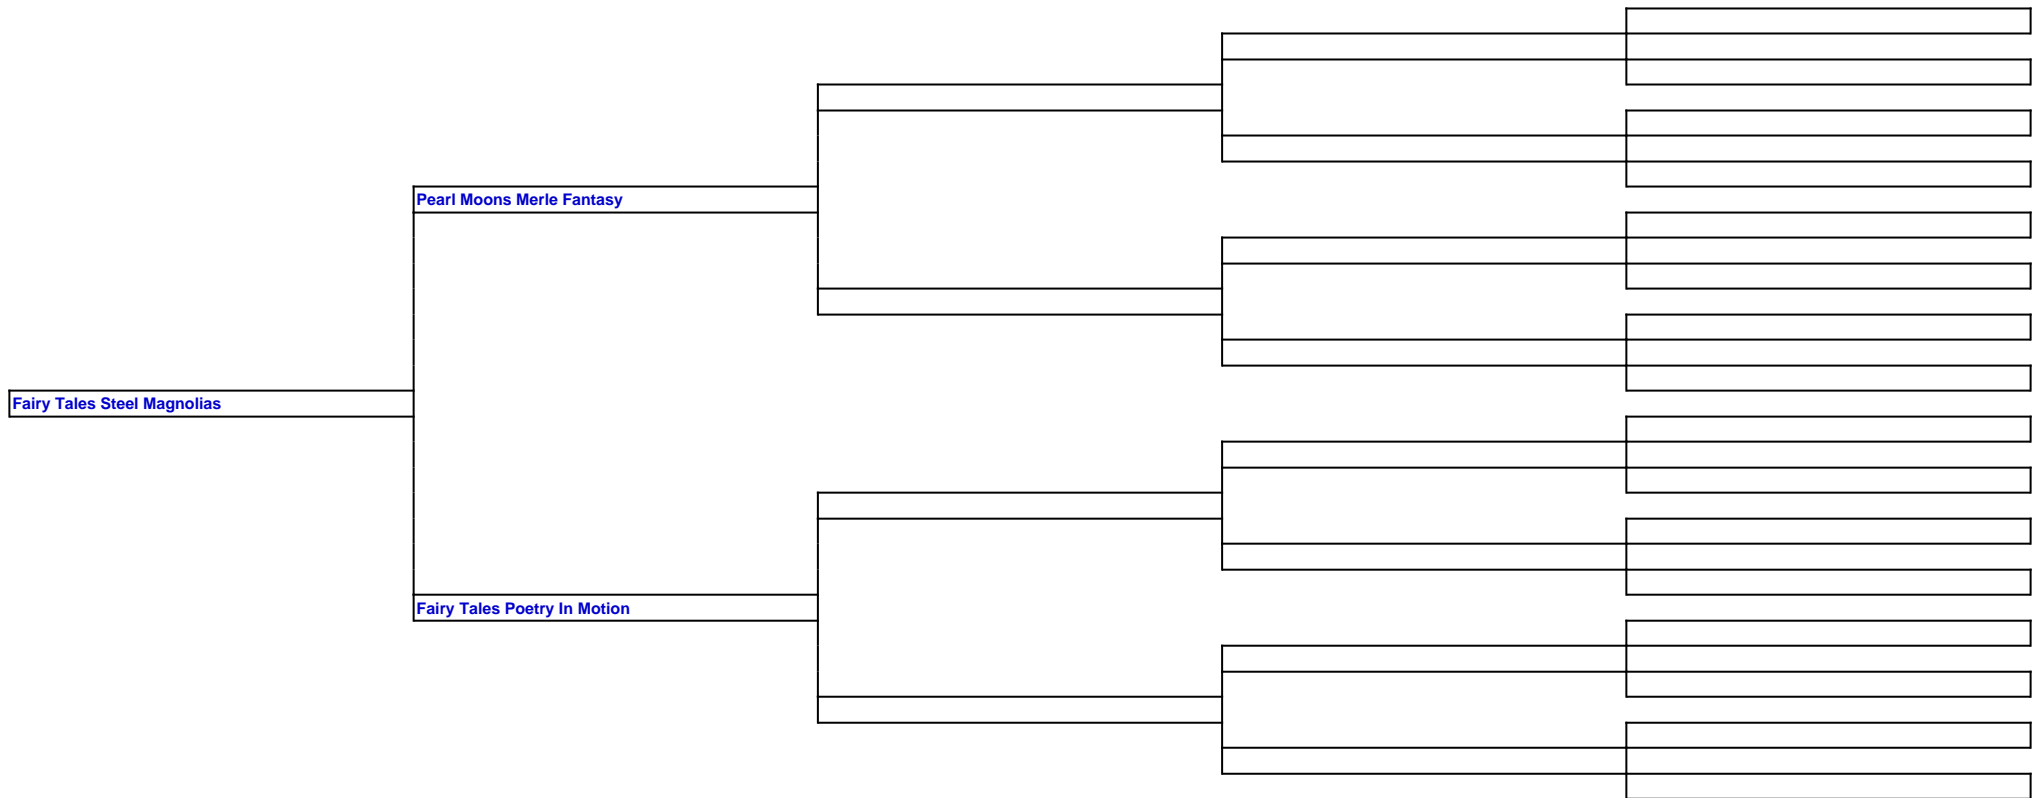 Pearl Moons Merle Fantasy
Fairy Tales Steel Magnolias
Fairy Tales Poetry In Motion